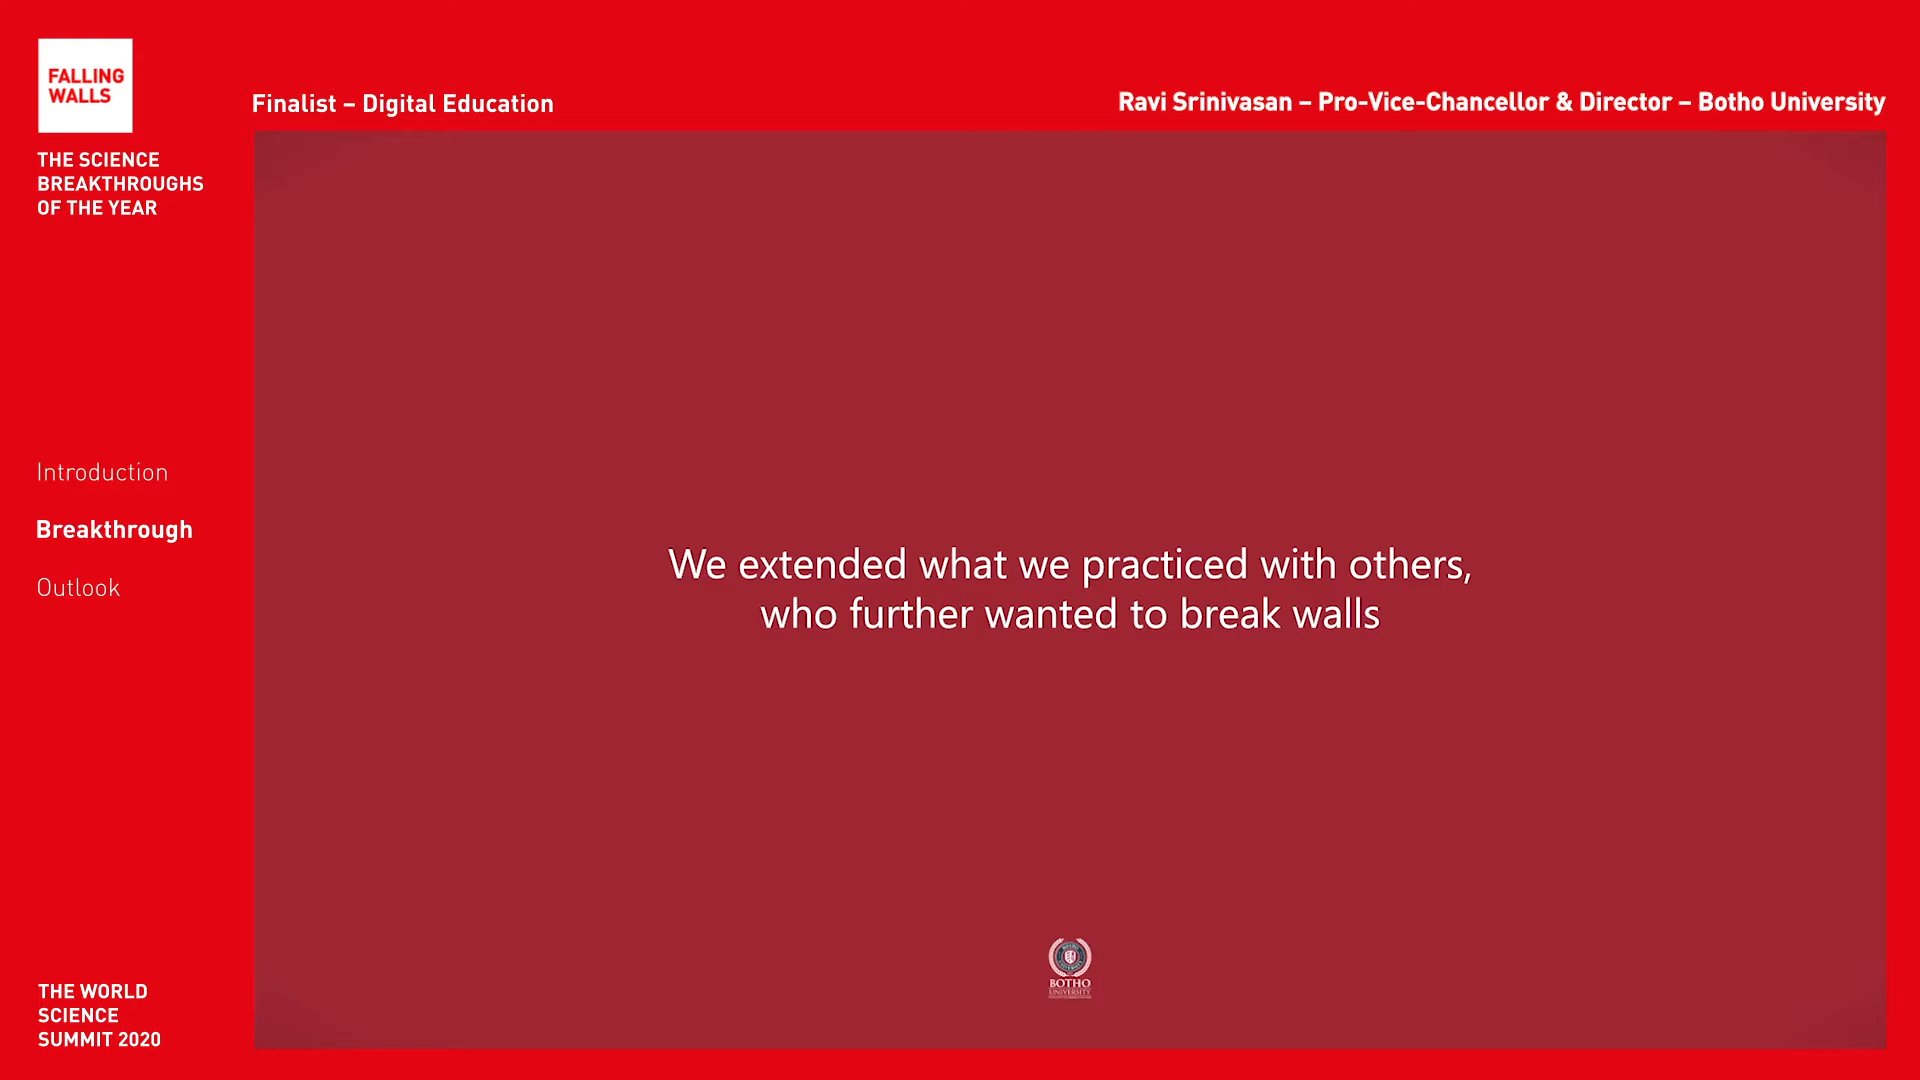 FALLING
WALLS
THE SCIENCE
BREAKTHROUGHS
OF THE YEAR
Finalist – Digital Education
Ravi Srinivasan – Pro-Vice-Chancellor & Director – Botho University
Introduction
Breakthrough
Outlook
We extended what we practiced with others,
who further wanted to break walls
BOTHO
UNIVERSITY
THE WORLD
SCIENCE
SUMMIT 2020